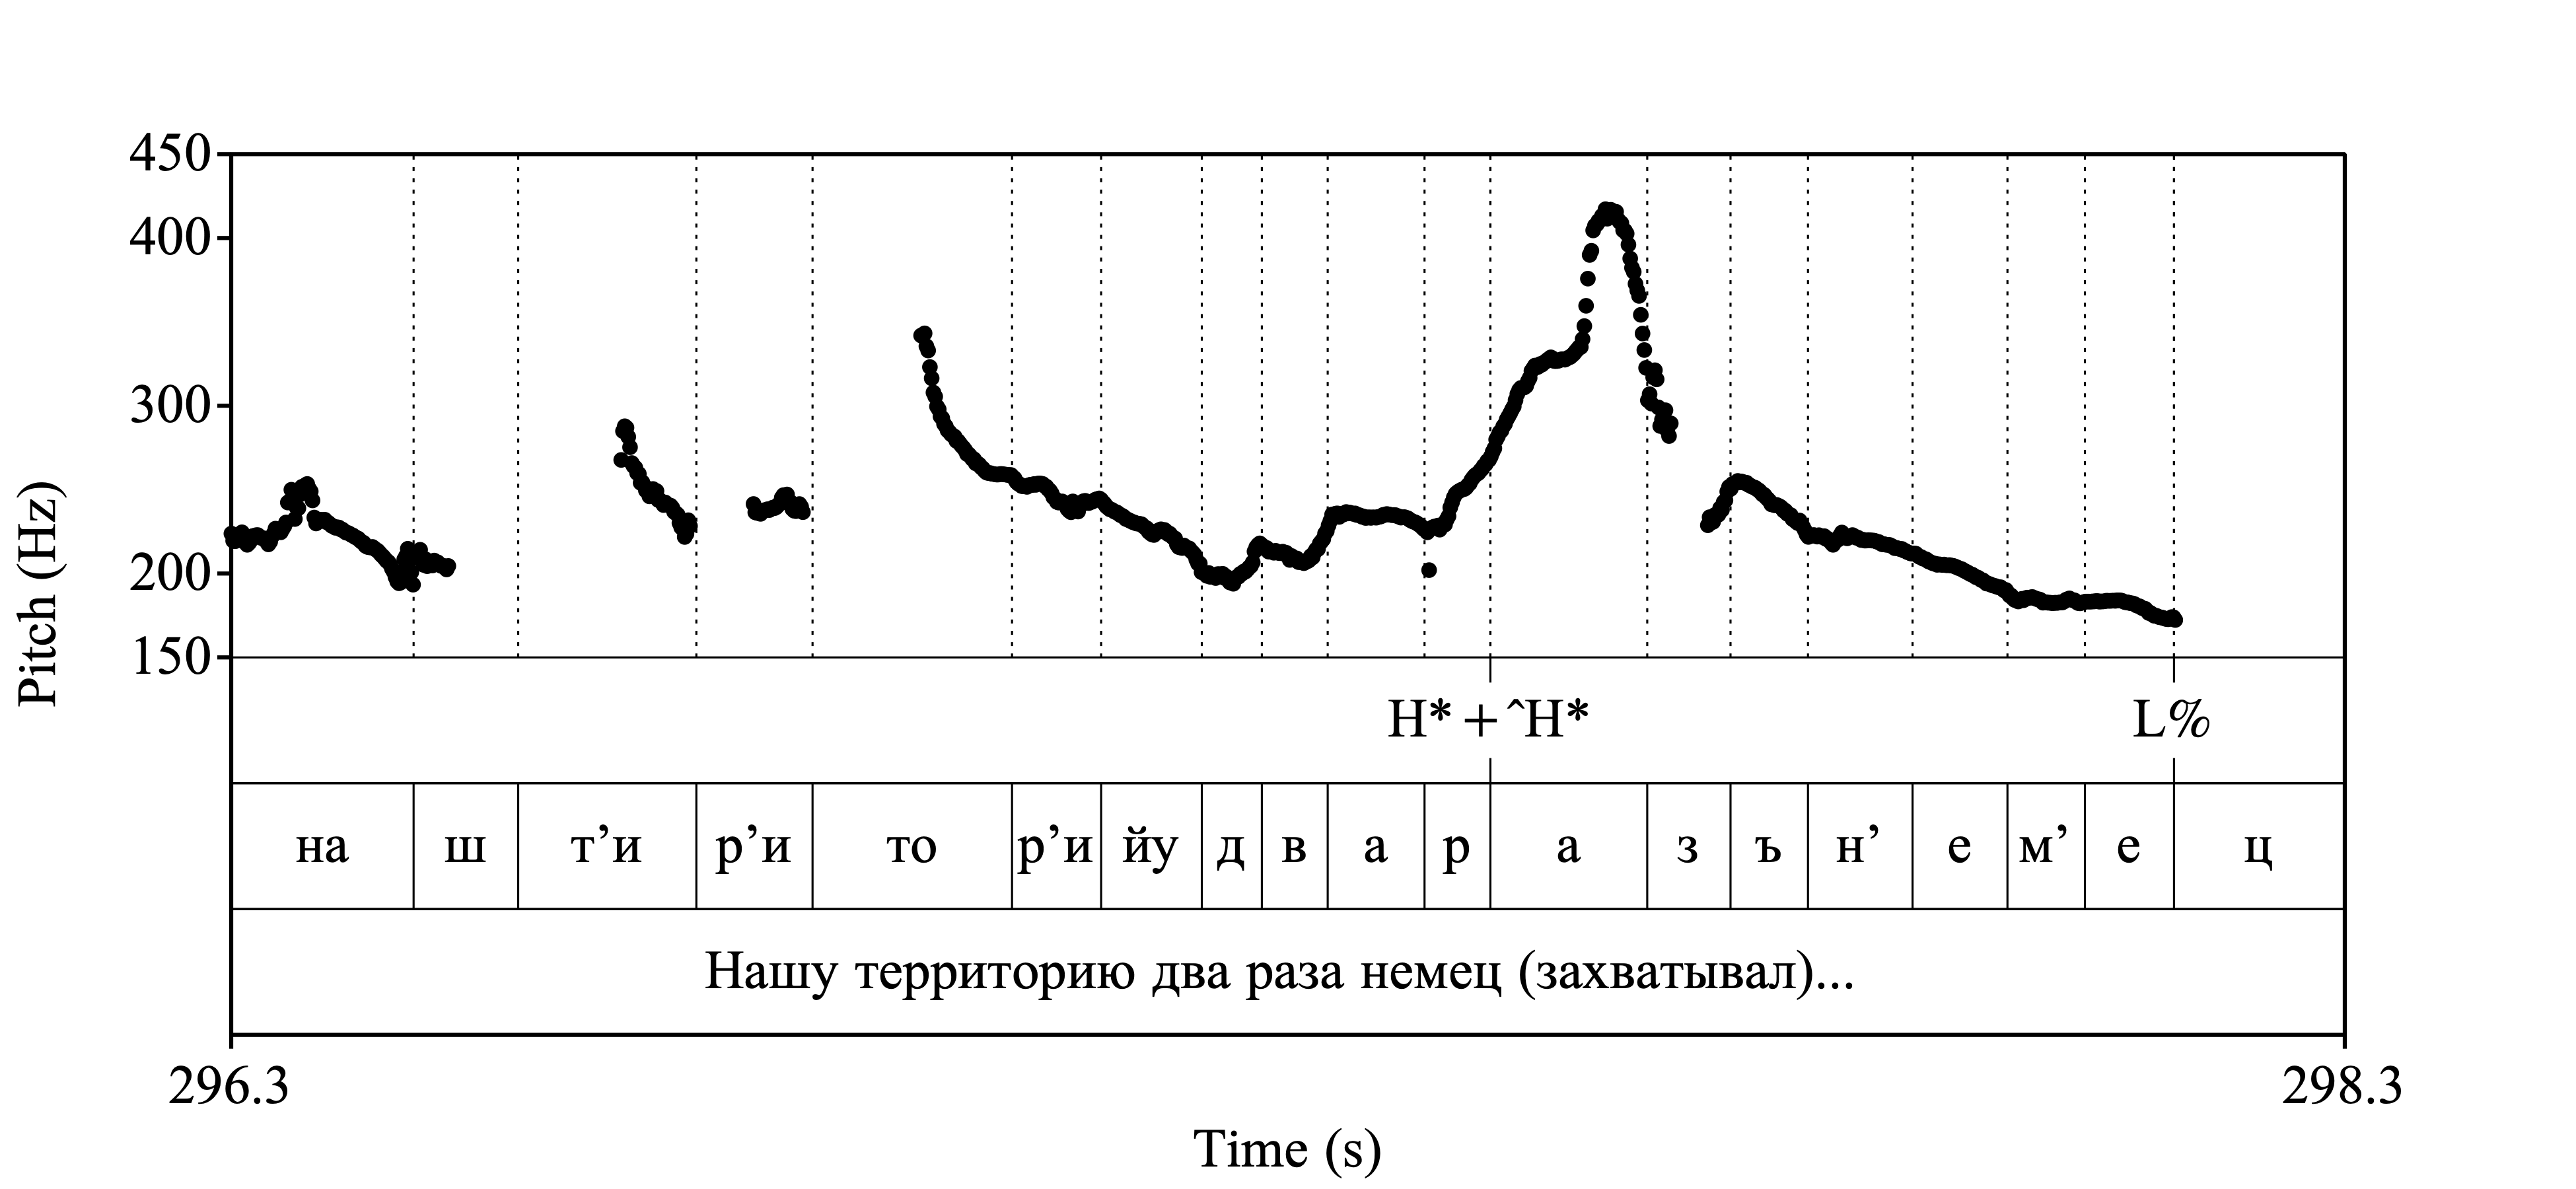 450
400
300
200
150
Pitch (Hz)
H* + ˆH* L%
на ш т’и р’и то р’и йу д в а р а з ъ н’ е м’ е ц
Нашу территорию два раза немец (захватывал)...
296.3 298.3
Time (s)